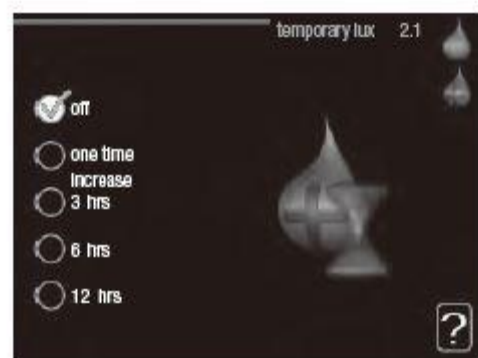 temporary lux 2.1
off
one time
increase
3 hrs
6 hrs
12 hrs
?